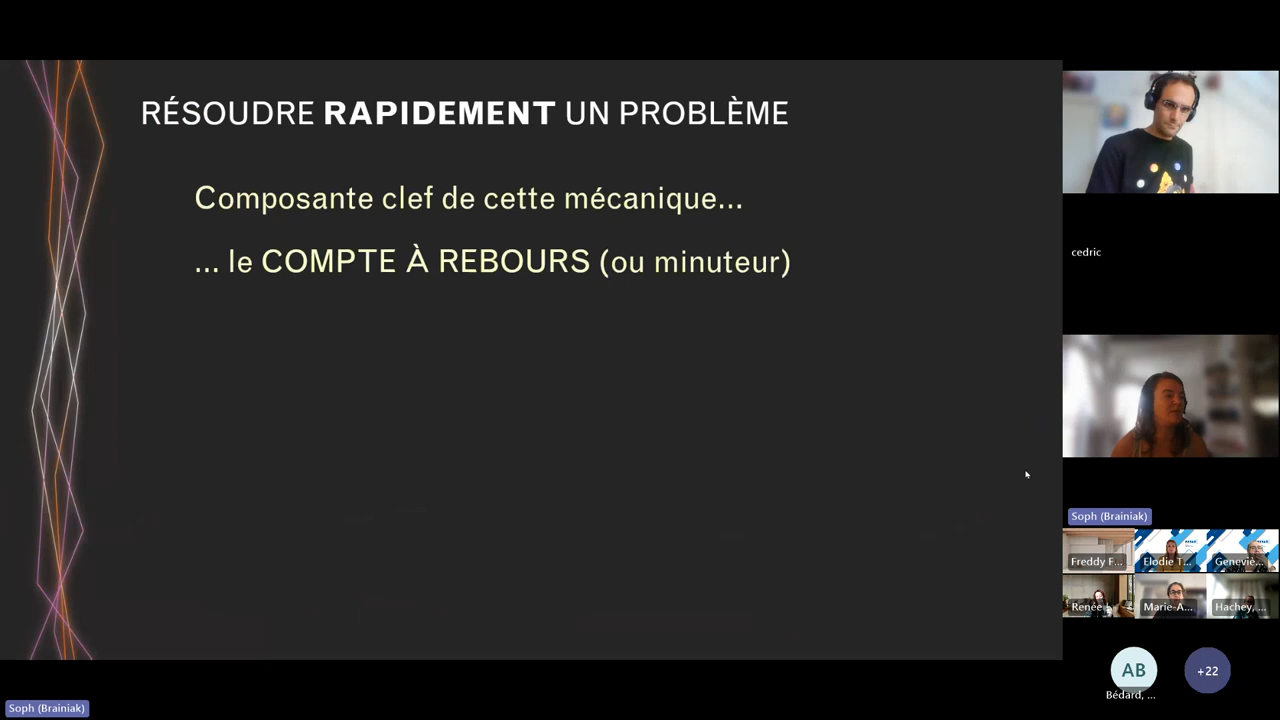 RÉSOUDRE RAPIDEMENT UN PROBLÈME
Composante clef de cette mécanique...
... le COMPTE À REBOURS (ou minuteur)
cedric
Soph (Brainiak)
Freddy F...
Elodie T...
Geneviè...
Renée L
Marie-A...
Hachey, ...
AB
+22
Bédard, ...
Soph (Brainiak)